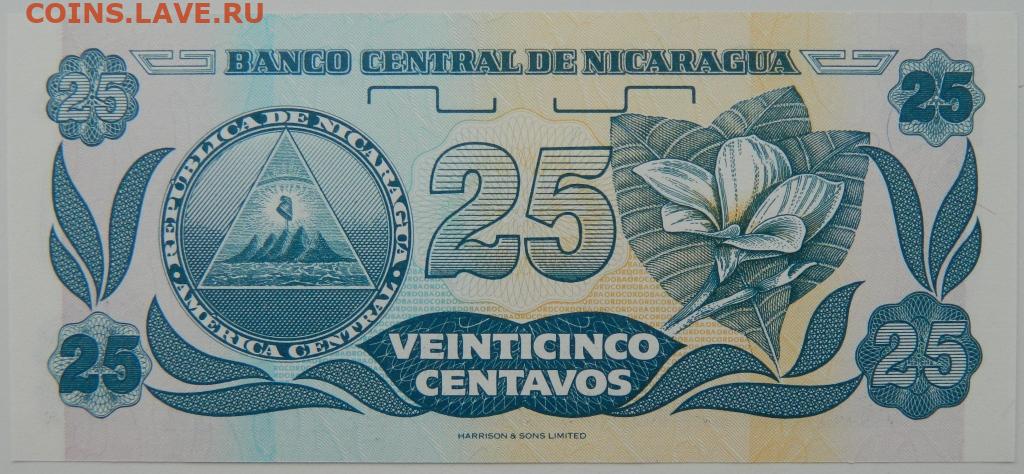 COINS.LAVE.RU
BANCO CENTRAL DE NICARAGUA
25
25
REPÚBLICA DE NICARAGUA
AMERICA CENTRAL
25
25
VEINTICINCO
CENTAVOS
25
HARRISON & SONS LIMITED